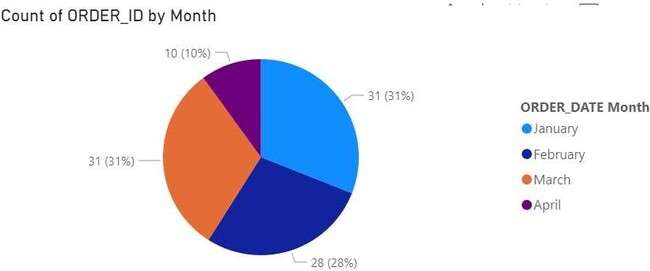 Count of ORDER_ID by Month
10 (10%)
31 (31%)
31 (31%)
28 (28%)
ORDER_DATE Month
January
February
March
April